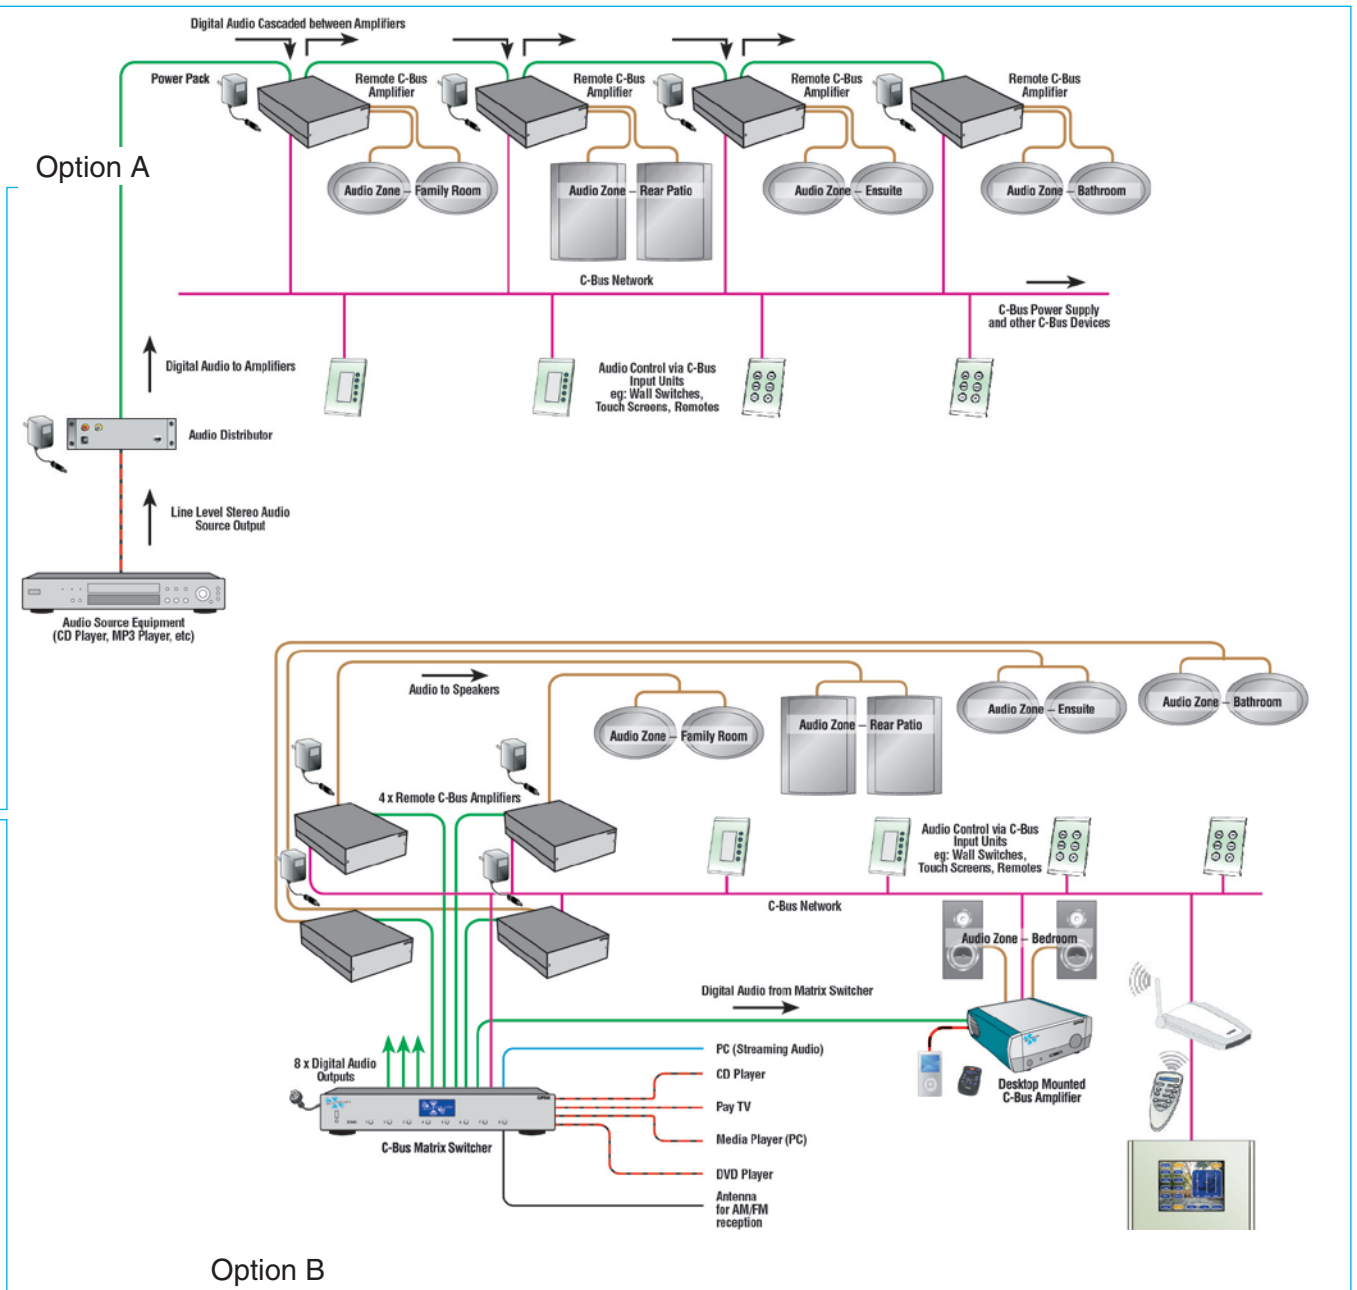 Digital Audio Cascaded between Amplifiers
Power Pack
Remote C-Bus
Amplifier
Remote C-Bus
Amplifier
Remote C-Bus
Amplifier
Remote C-Bus
Amplifier
Option A
Audio Zone – Family Room
Audio Zone – Rear Patio
Audio Zone – Ensuite
Audio Zone – Bathroom
C-Bus Network
C-Bus Power Supply
and other C-Bus Devices
Digital Audio to Amplifiers
Audio Control via C-Bus
Input Units
eg: Wall Switches,
Touch Screens, Remotes
Audio Distributor
Line Level Stereo Audio
Source Output
Audio Source Equipment
(CD Player, MP3 Player, etc)
Audio to Speakers
Audio Zone – Family Room
Audio Zone – Rear Patio
Audio Zone – Ensuite
Audio Zone – Bathroom
4 x Remote C-Bus Amplifiers
Audio Control via C-Bus
Input Units
eg: Wall Switches,
Touch Screens, Remotes
C-Bus Network
Audio Zone – Bedroom
Digital Audio from Matrix Switcher
8 x Digital Audio
Outputs
PC (Streaming Audio)
CD Player
Pay TV
Media Player (PC)
DVD Player
Antenna
for AM/FM
reception
Desktop Mounted
C-Bus Amplifier
C-Bus Matrix Switcher
Option B